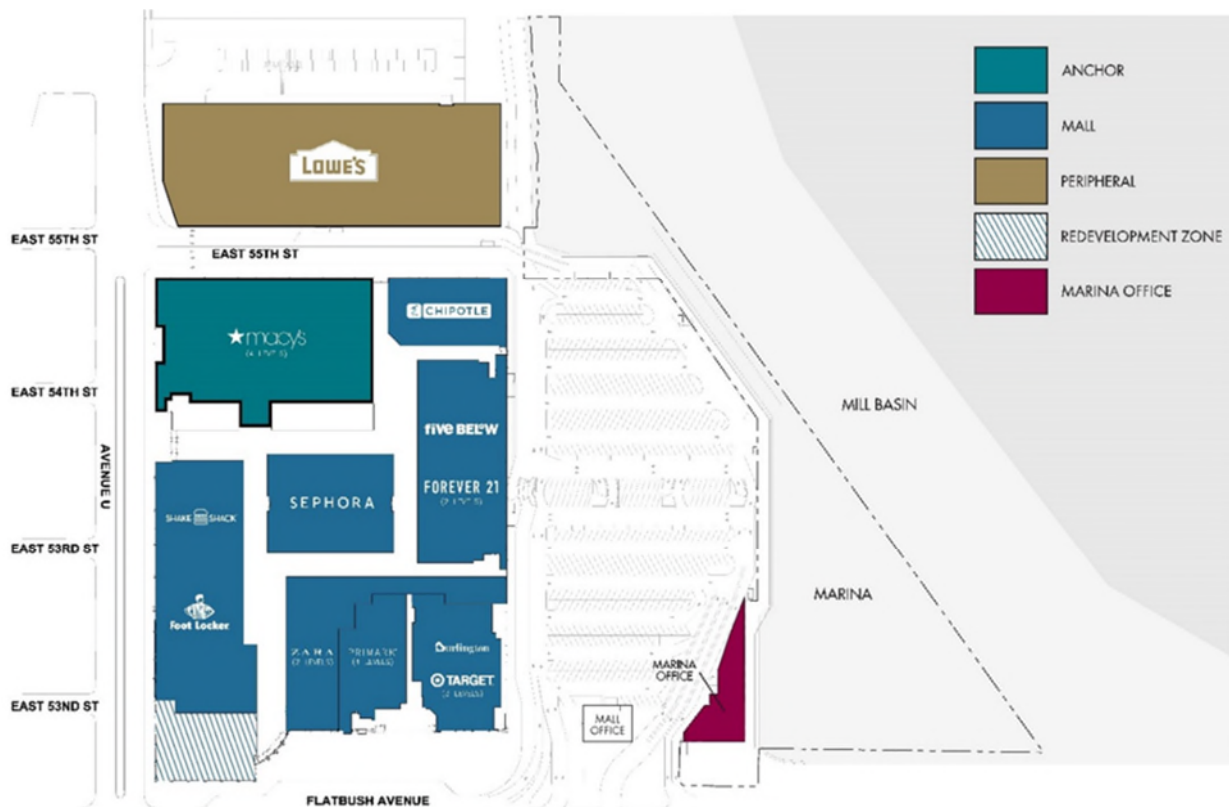 ANCHOR
MALL
PERIPHERAL
REDEVELOPMENT ZONE
MARINA OFFICE
LOWE'S
EAST 55TH ST
EAST 55TH ST
CHIPOTLE
macy's
EAST 54TH ST
MILL BASIN
five BEL°W
AVENUE U
FOREVER 21
SEPHORA
SHAKE SHACK
EAST 53RD ST
MARINA
Foot Locker
ZARA
PRIMARK
Burlington
TARGET
MARINA
OFFICE
EAST 53ND ST
MALL
OFFICE
FLATBUSH AVENUE